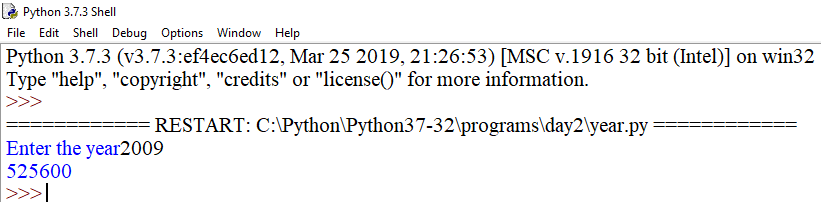 Python 3.7.3 Shell
File Edit Shell Debug Options Window Help
Python 3.7.3 (v3.7.3:ef4ec6ed12, Mar 25 2019, 21:26:53) [MSC v.1916 32 bit (Intel)] on win32
Type "help", "copyright", "credits" or "license()" for more information.
>>>
============ RESTART: C:\Python\Python37-32\programs\day2\year.py ============
Enter the year2009
525600
>>>